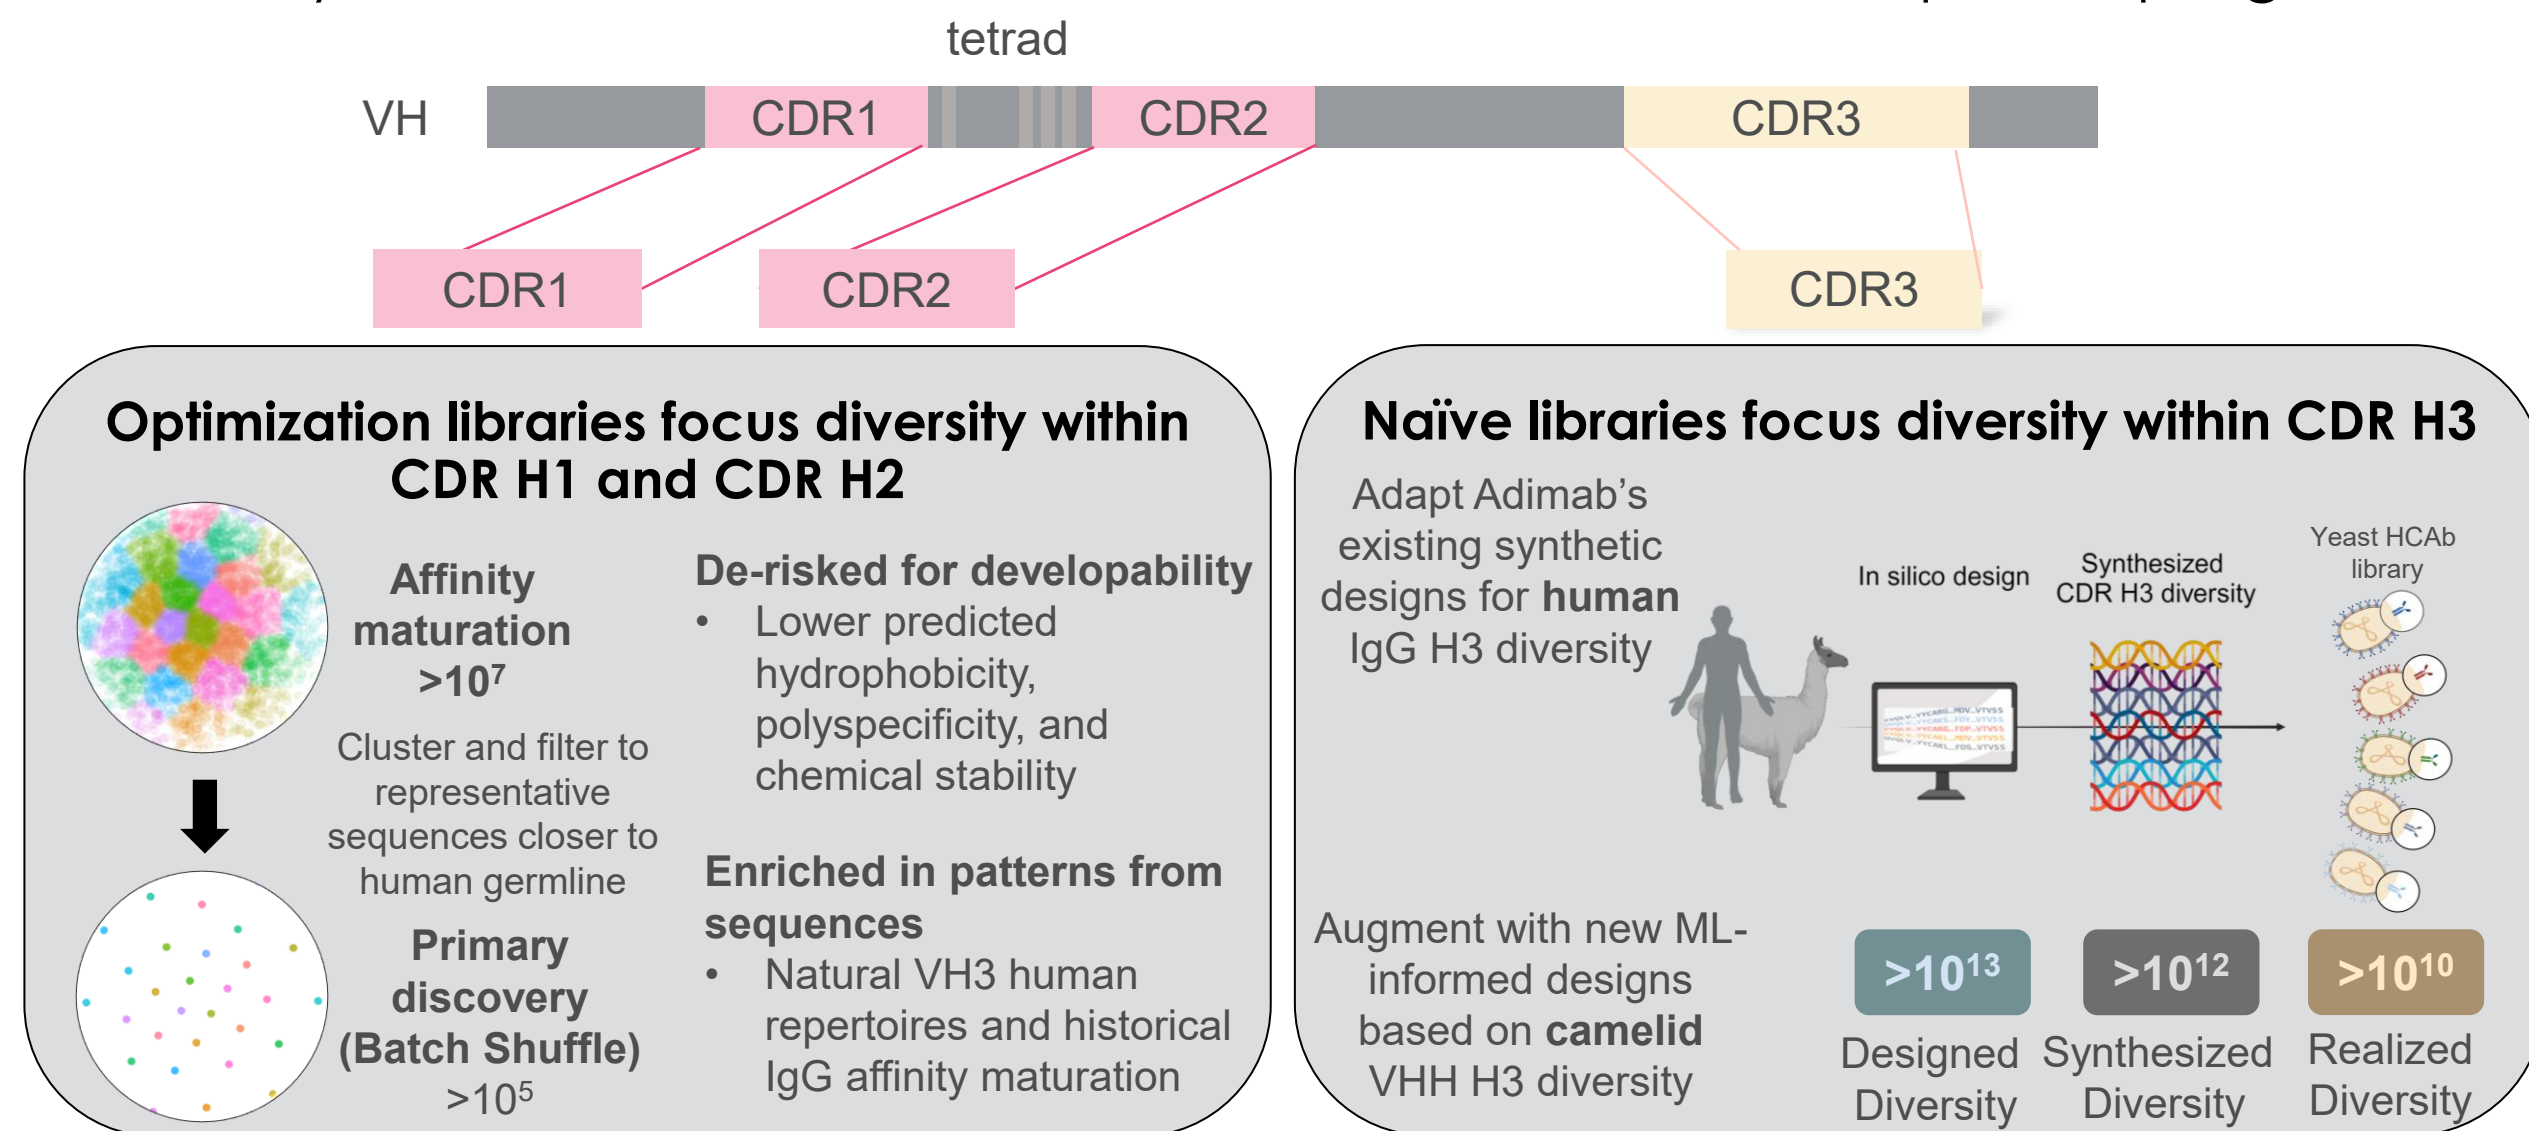 tetrad
VH
CDR1
CDR2
CDR3
CDR1
CDR2
CDR3
Optimization libraries focus diversity within
CDR H1 and CDR H2
Affinity
maturation
>10⁷
Cluster and filter to
representative
sequences closer to
human germline
Primary
discovery
(Batch Shuffle)
>10⁵
De-risked for developability
• Lower predicted
hydrophobicity,
polyspecificity, and
chemical stability
Enriched in patterns from
sequences
• Natural VH3 human
repertoires and historical
IgG affinity maturation
Naïve libraries focus diversity within CDR H3
Adapt Adimab's
existing synthetic
designs for human
IgG H3 diversity
Augment with new ML-
informed designs
based on camelid
VHH H3 diversity
In silico design
Synthesized
CDR H3 diversity
Yeast HCAb
library
>10¹³
Designed
Diversity
>10¹²
Synthesized
Diversity
>10¹⁰
Realized
Diversity